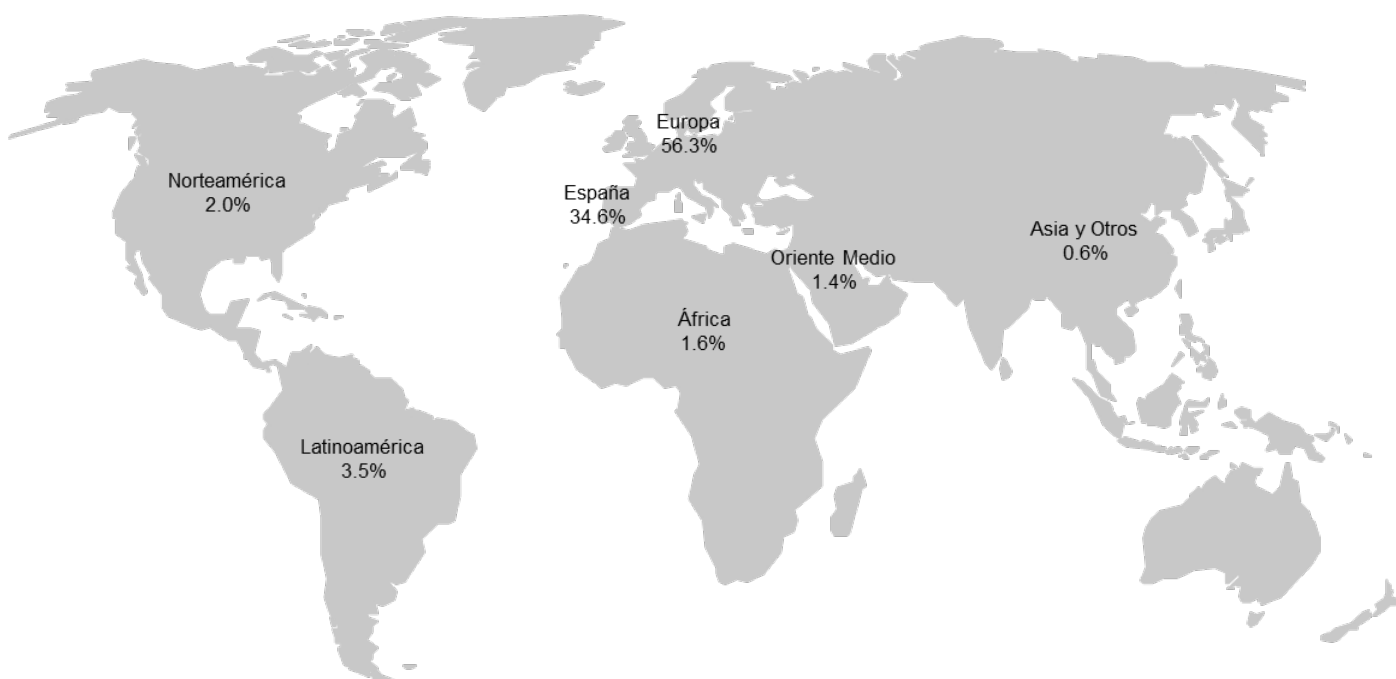 Europa
56.3%
Norteamérica
2.0%
España
34.6%
Asia y Otros
0.6%
Oriente Medio
1.4%
África
1.6%
Latinoamérica
3.5%